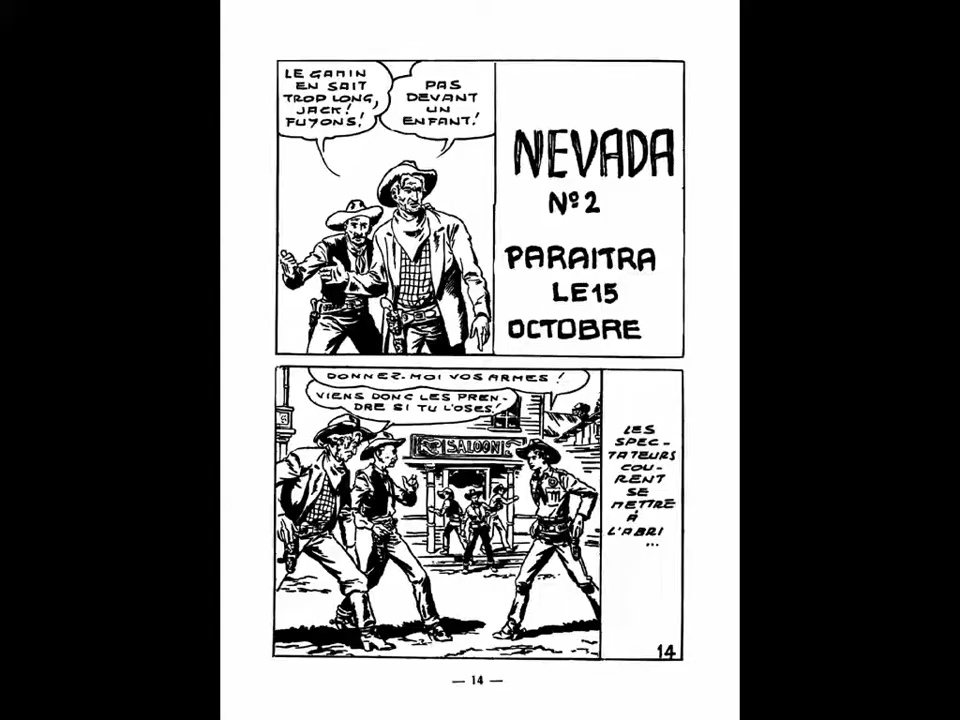 LE GAMIN
EN SAIT
TROP LONG,
JACK!
FUYONS!
PAS
DEVANT
UN
ENFANT!
NEVADA
Nº2
PARAITRA
LE 15
OCTOBRE
DONNEZ-MOI VOS ARMES!
VIENS DONC LES PREN-
DRE SI TU L'OSES!
SALOON
LES
SPEC-
TATEURS
COU-
RENT
SE
METTRE
À
L'ABRI
...
14
— 14 —